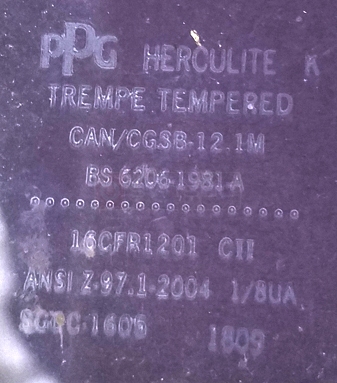 PPG HERCULITE K
TREMPE TEMPERED
CAN/CGSB-12.1M
BS 6206-1981-A
16CFR1201 CII
ANSI Z-97.1-2004 1/8UA
SGCC-1605 1809